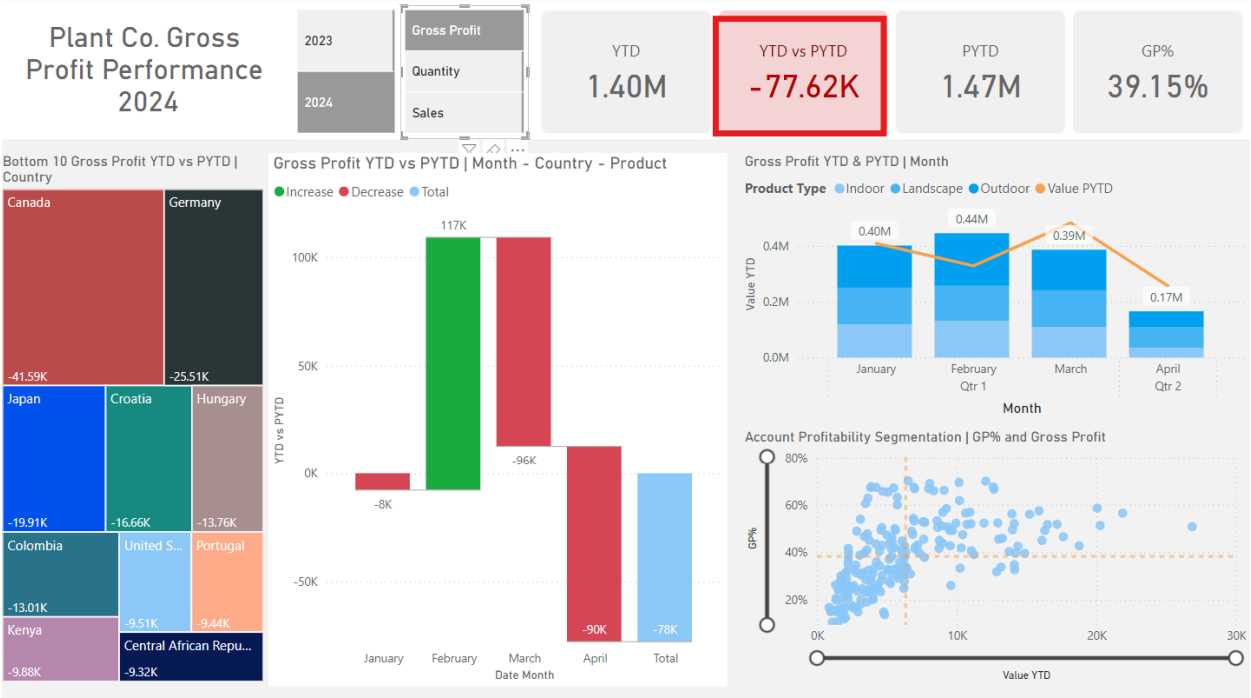 Plant Co. Gross
Profit Performance
2024
2023
2024
Gross Profit
Quantity
Sales
YTD
1.40M
YTD vs PYTD
-77.62K
PYTD
1.47M
GP%
39.15%
Bottom 10 Gross Profit YTD vs PYTD |
Country
Canada
-41.59K
Germany
-25.51K
Japan
-19.91K
Croatia
-16.66K
Hungary
-13.76K
Colombia
-13.01K
United S...
-9.51K
Portugal
-9.44K
Kenya
-9.88K
Central African Repu...
-9.32K
Gross Profit YTD vs PYTD | Month - Country - Product
Increase Decrease Total
YTD vs PYTD
100K
50K
0K
-50K
-8K
117K
-96K
-90K
-78K
January February March April Total
Date Month
Gross Profit YTD & PYTD | Month
Product Type Indoor Landscape Outdoor Value PYTD
Value YTD
0.4M
0.2M
0.0M
0.40M
0.44M
0.39M
0.17M
January February March April
Qtr 1 Qtr 2
Month
Account Profitability Segmentation | GP% and Gross Profit
GP%
80%
60%
40%
20%
0K 10K 20K 30K
Value YTD